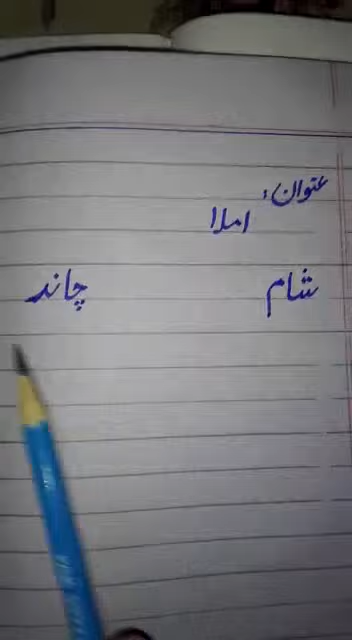 عنوان:
املا
شام چاند